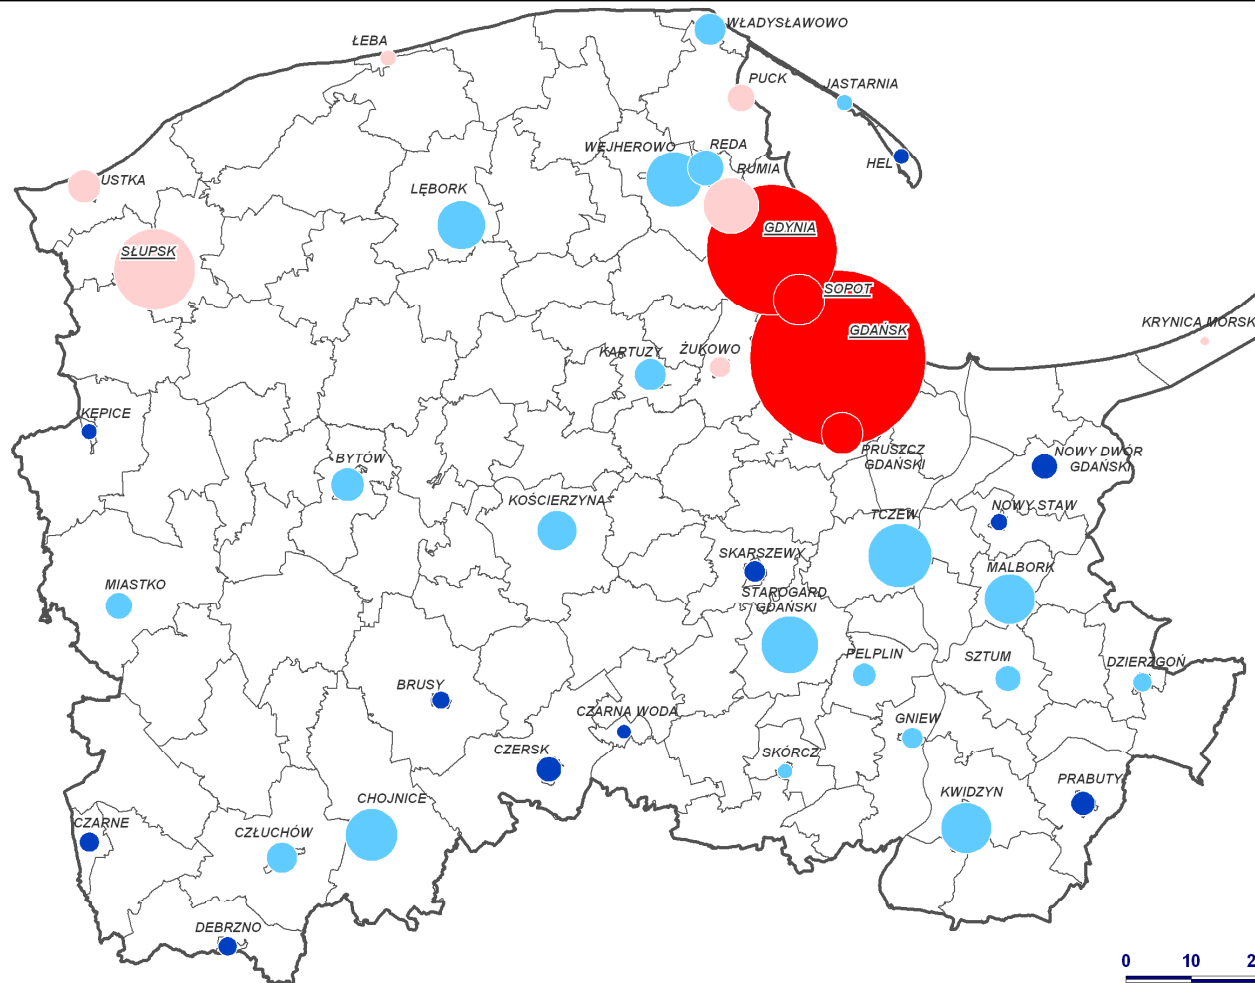 WŁADYSŁAWOWO
ŁEBA
PUCK
JASTARNIA
WEJHEROWO
REDA
HEL
RUMIA
USTKA
LĘBORK
GDYNIA
SŁUPSK
SOPOT
GDAŃSK
KRYNICA MORSK
KARTUZY
ŻUKOWO
KĘPICE
PRUSZCZ
GDAŃSKI
NOWY DWÓR
GDAŃSKI
BYTÓW
KOŚCIERZYNA
NOWY STAW
TCZEW
SKARSZEWY
MALBORK
MIASTKO
STAROGARD
GDAŃSKI
PELPLIN
SZTUM
DZIERZGOŃ
BRUSY
CZARNA WODA
GNIEW
CZERSK
SKÓRCZ
PRABUTY
CHOJNICE
KWIDZYN
CZARNE
CZŁUCHÓW
DEBRZNO
0 10 2